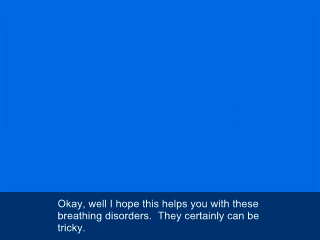 Okay, well I hope this helps you with these
breathing disorders.  They certainly can be
tricky.